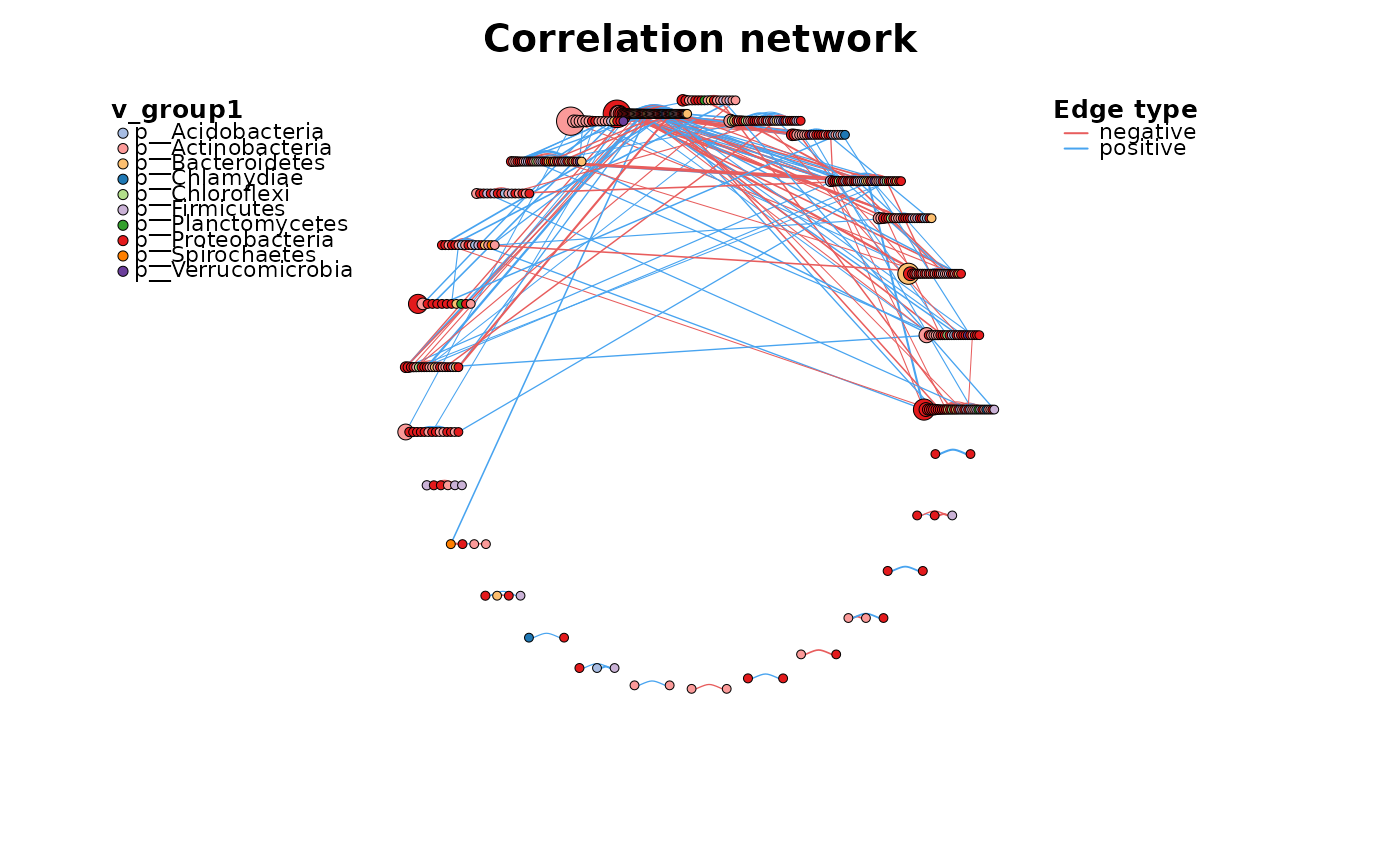 Correlation network
v_group1
p__Acidobacteria
p__Actinobacteria
p__Bacteroidetes
p__Chlamydiae
p__Chloroflexi
p__Firmicutes
p__Planctomycetes
p__Proteobacteria
p__Spirochaetes
p__Verrucomicrobia
Edge type
negative
positive